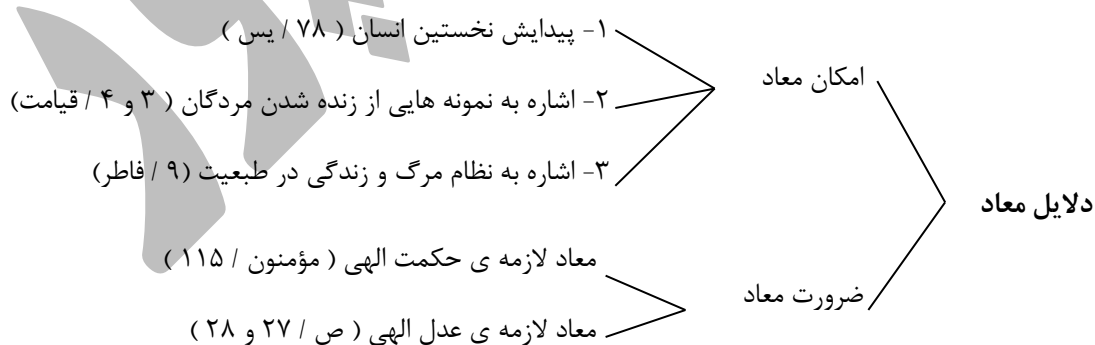 دلایل معاد
امکان معاد
۱- پیدایش نخستین انسان ( ۷۸ / یس )
۲- اشاره به نمونه هایی از زنده شدن مردگان ( ۳ و ۴ / قیامت)
۳- اشاره به نظام مرگ و زندگی در طبعیت (۹ / فاطر)
ضرورت معاد
معاد لازمه ی حکمت الهی ( مؤمنون / ۱۱۵ )
معاد لازمه ی عدل الهی ( ص / ۲۷ و ۲۸ )